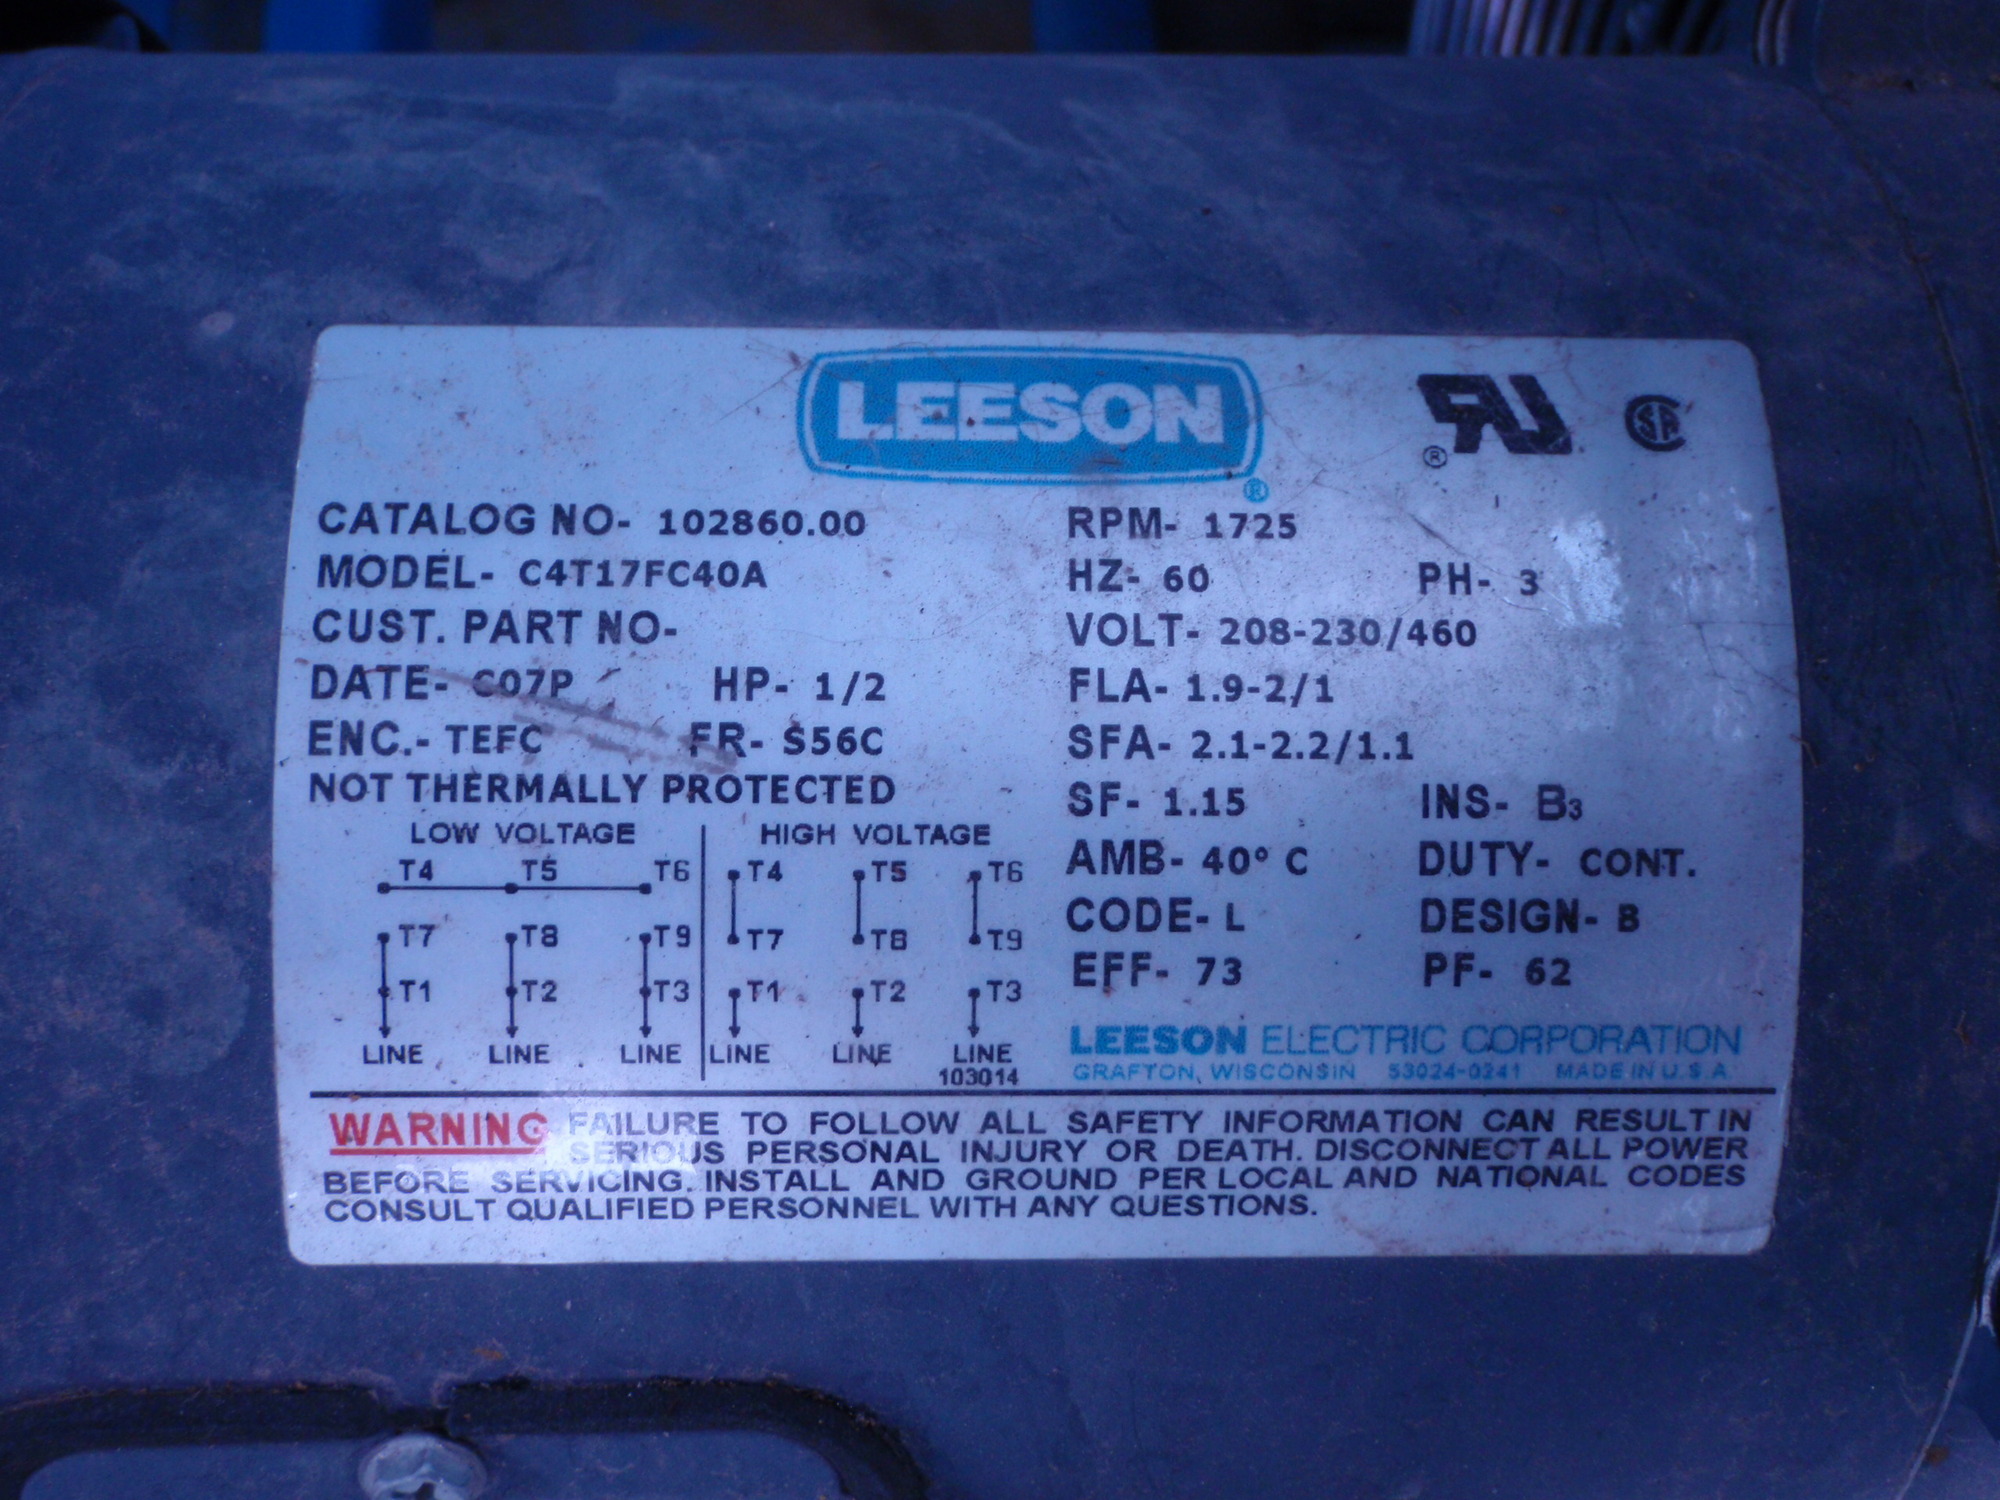 LEESON
®
® UR SA
CATALOG NO- 102860.00
MODEL- C4T17FC40A
CUST. PART NO-
DATE- C07P HP- 1/2
ENC.- TEFC FR- S56C
NOT THERMALLY PROTECTED
RPM- 1725
HZ- 60 PH- 3
VOLT- 208-230/460
FLA- 1.9-2/1
SFA- 2.1-2.2/1.1
SF- 1.15 INS- B3
AMB- 40° C DUTY- CONT.
CODE- L DESIGN- B
EFF- 73 PF- 62
LOW VOLTAGE
T4 T5 T6
T7 T8 T9
T1 T2 T3
LINE LINE LINE
HIGH VOLTAGE
T4 T5 T6
T7 T8 T9
T1 T2 T3
LINE LINE LINE
103014
LEESON ELECTRIC CORPORATION
GRAFTON, WISCONSIN 53024-0241 MADE IN U.S.A.
WARNING FAILURE TO FOLLOW ALL SAFETY INFORMATION CAN RESULT IN
SERIOUS PERSONAL INJURY OR DEATH. DISCONNECT ALL POWER
BEFORE SERVICING. INSTALL AND GROUND PER LOCAL AND NATIONAL CODES
CONSULT QUALIFIED PERSONNEL WITH ANY QUESTIONS.